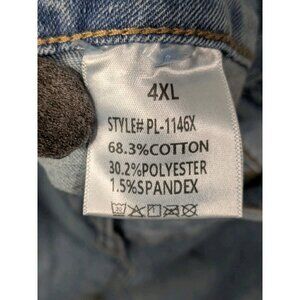 4XL
STYLE# PL-1146X
68.3%COTTON
30.2%POLYESTER
1.5%SPANDEX